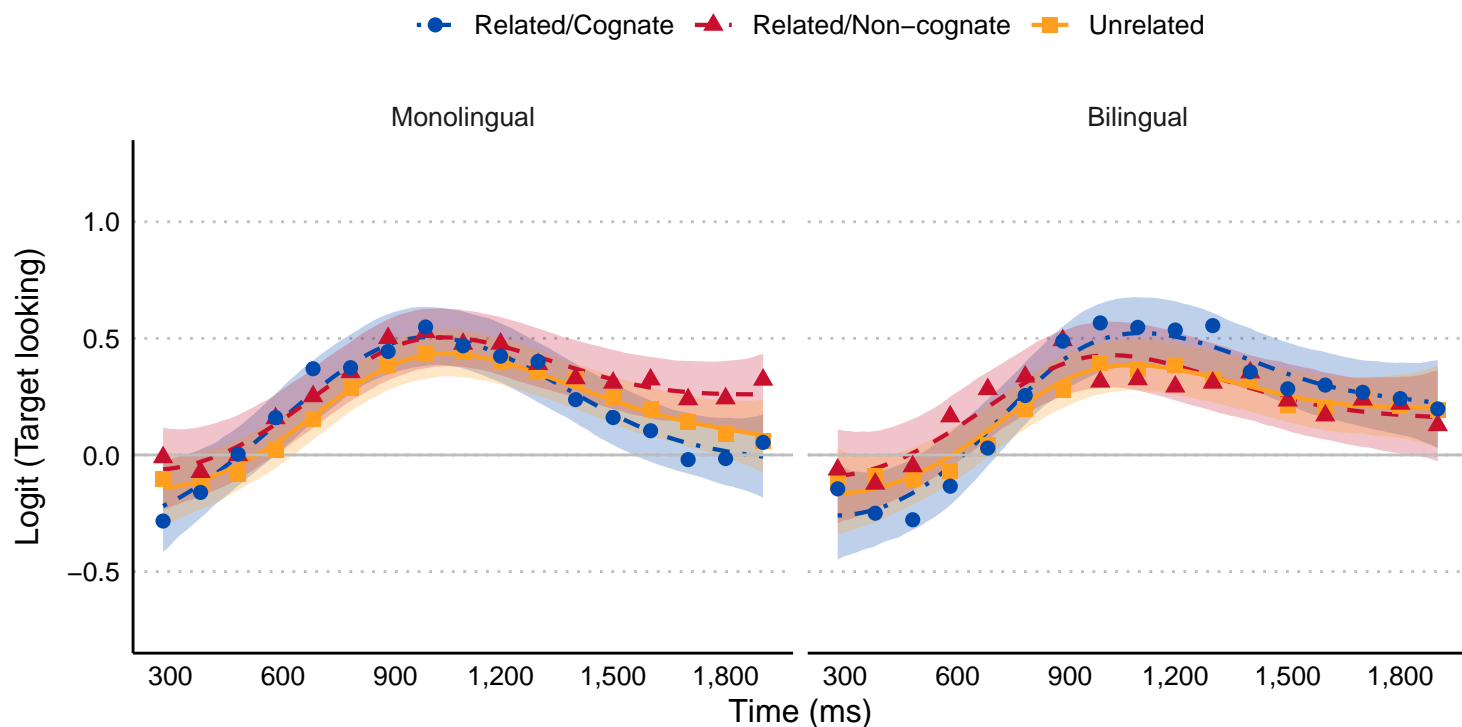 Related/Cognate Related/Non−cognate Unrelated
Monolingual Bilingual
Logit (Target looking)
1.0
0.5
0.0
−0.5
300 600 900 1,200 1,500 1,800 300 600 900 1,200 1,500 1,800
Time (ms)